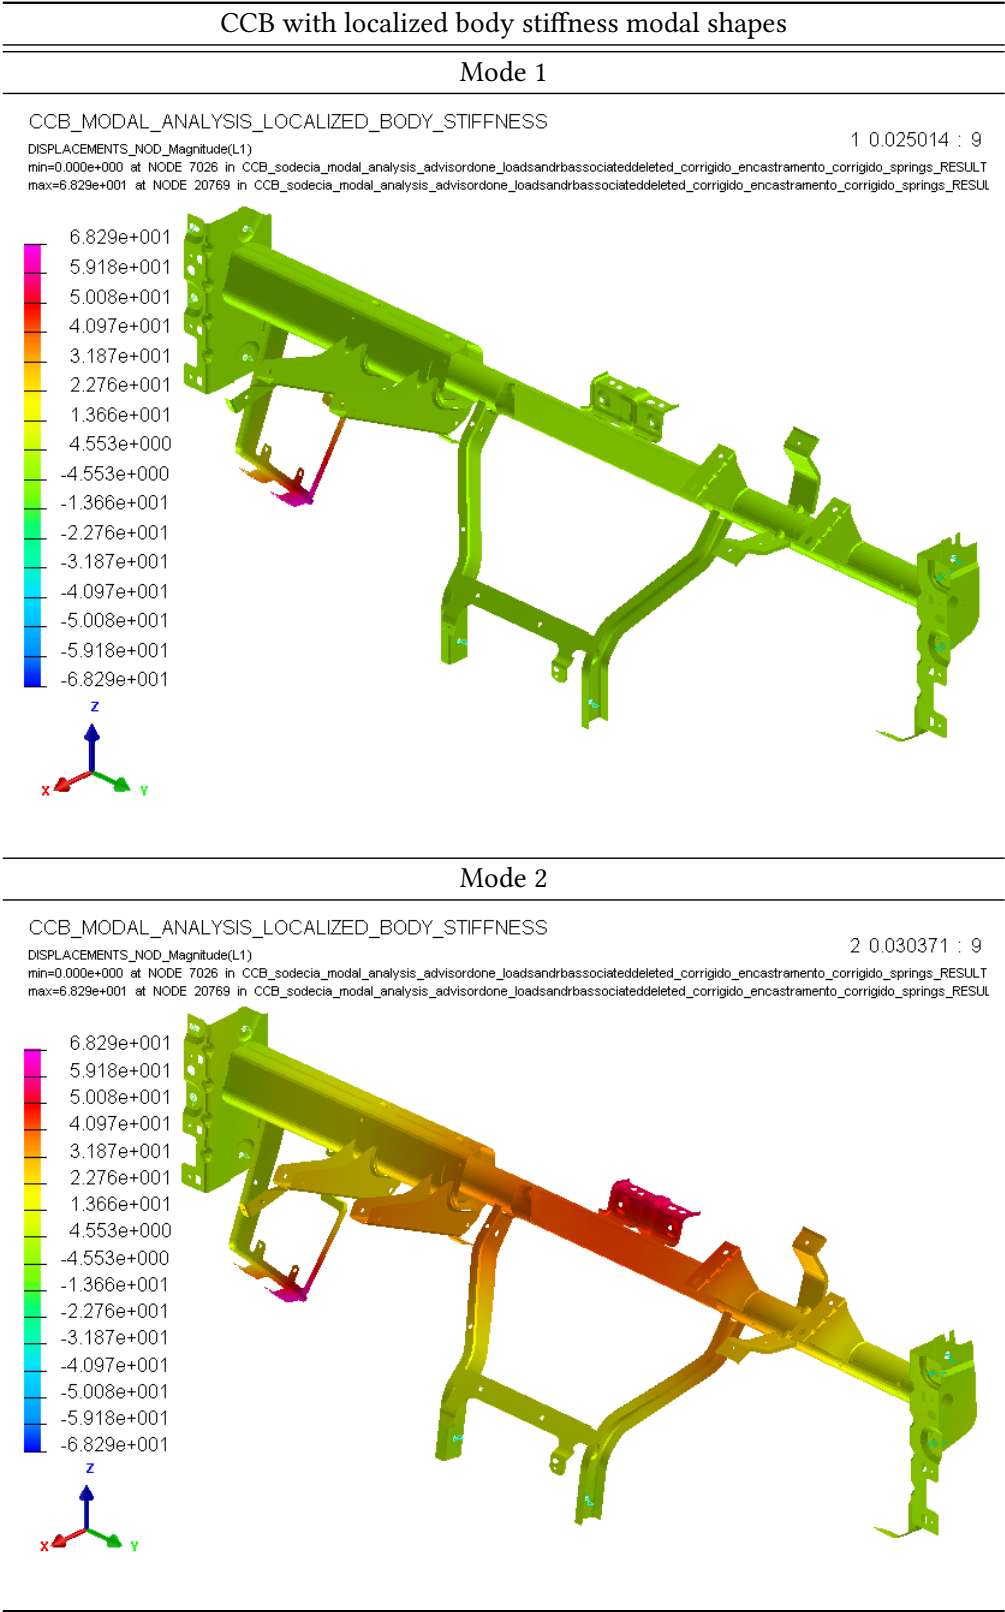 CCB with localized body stiffness modal shapes
Mode 1
CCB_MODAL_ANALYSIS_LOCALIZED_BODY_STIFFNESS
1 0.025014 : 9
DISPLACEMENTS_NOD_Magnitude(L1)
min=0.000e+000 at NODE 7026 in CCB_sodecia_modal_analysis_advisordone_loadsandrbassociateddeleted_corrigido_encastramento_corrigido_springs_RESULT
max=6.829e+001 at NODE 20769 in CCB_sodecia_modal_analysis_advisordone_loadsandrbassociateddeleted_corrigido_encastramento_corrigido_springs_RESUL
6.829e+001
5.918e+001
5.008e+001
4.097e+001
3.187e+001
2.276e+001
1.366e+001
4.553e+000
-4.553e+000
-1.366e+001
-2.276e+001
-3.187e+001
-4.097e+001
-5.008e+001
-5.918e+001
-6.829e+001
Z
X
Y
Mode 2
CCB_MODAL_ANALYSIS_LOCALIZED_BODY_STIFFNESS
2 0.030371 : 9
DISPLACEMENTS_NOD_Magnitude(L1)
min=0.000e+000 at NODE 7026 in CCB_sodecia_modal_analysis_advisordone_loadsandrbassociateddeleted_corrigido_encastramento_corrigido_springs_RESULT
max=6.829e+001 at NODE 20769 in CCB_sodecia_modal_analysis_advisordone_loadsandrbassociateddeleted_corrigido_encastramento_corrigido_springs_RESUL
6.829e+001
5.918e+001
5.008e+001
4.097e+001
3.187e+001
2.276e+001
1.366e+001
4.553e+000
-4.553e+000
-1.366e+001
-2.276e+001
-3.187e+001
-4.097e+001
-5.008e+001
-5.918e+001
-6.829e+001
Z
X
Y